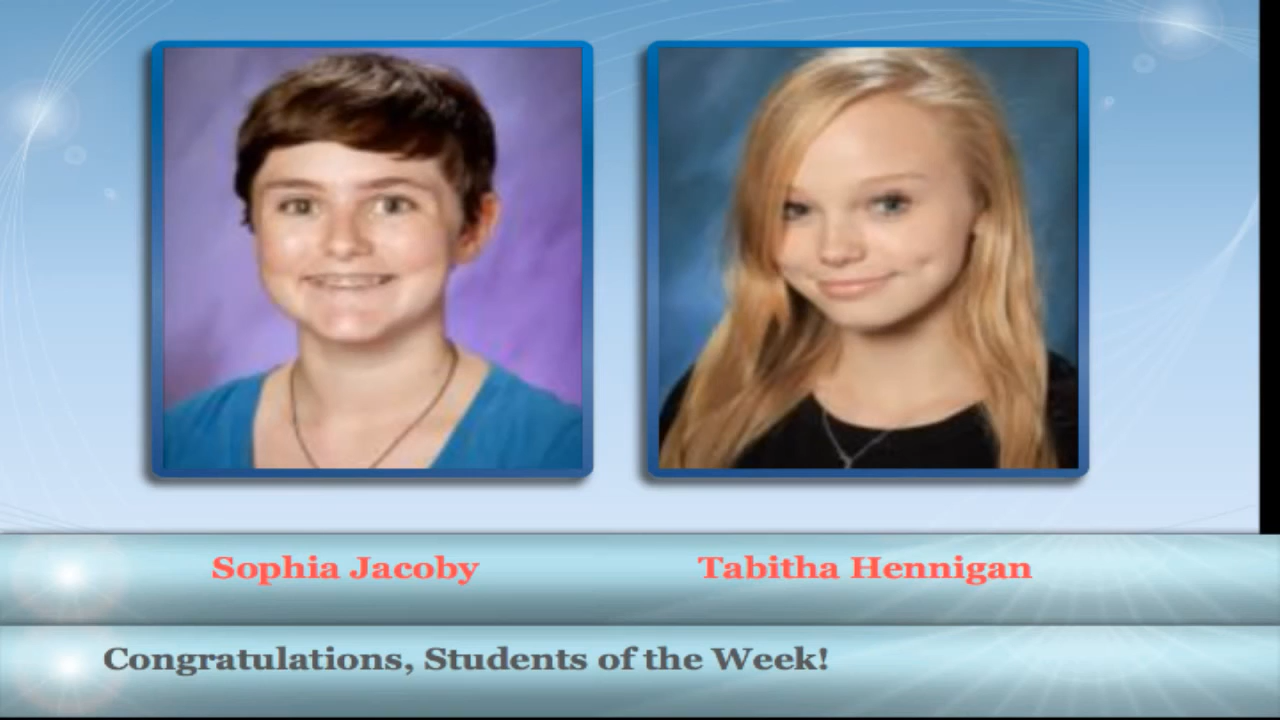 Sophia Jacoby Tabitha Hennigan
Congratulations, Students of the Week!